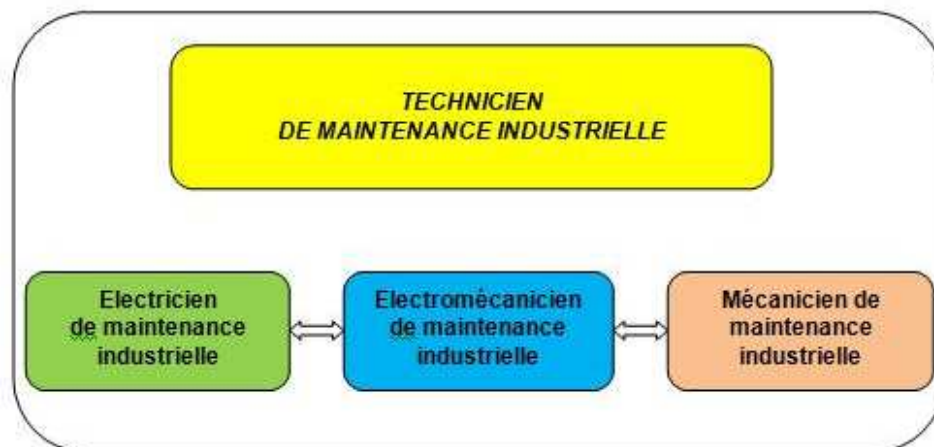 TECHNICIEN
DE MAINTENANCE INDUSTRIELLE
Electricien
de maintenance
industrielle
Electromécanicien
de maintenance
industrielle
Mécanicien de
maintenance
industrielle